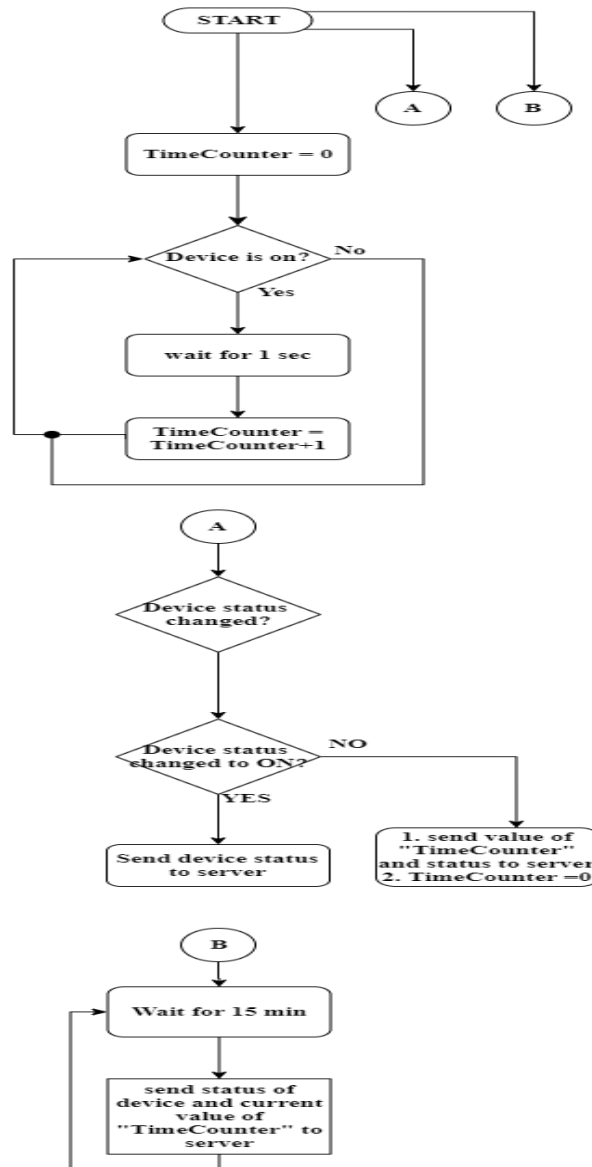 START
A
B
TimeCounter = 0
Device is on?
No
Yes
wait for 1 sec
TimeCounter =
TimeCounter+1
A
Device status
changed?
Device status
changed to ON?
NO
YES
Send device status
to server
1. send value of
"TimeCounter"
and status to server
2. TimeCounter =0
B
Wait for 15 min
send status of
device and current
value of
"TimeCounter" to
server